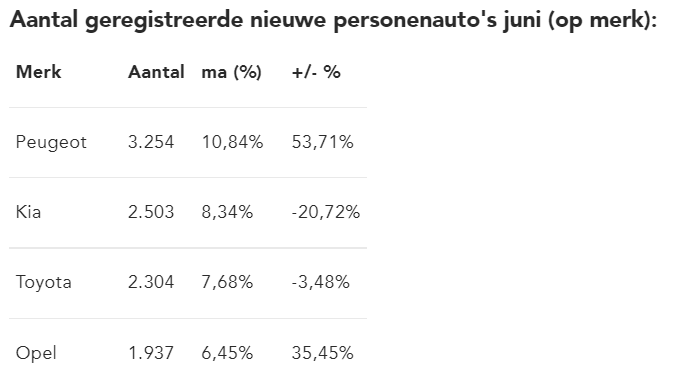 Aantal geregistreerde nieuwe personenauto's juni (op merk):
Merk Aantal ma (%) +/- %
Peugeot 3.254 10,84% 53,71%
Kia 2.503 8,34% -20,72%
Toyota 2.304 7,68% -3,48%
Opel 1.937 6,45% 35,45%